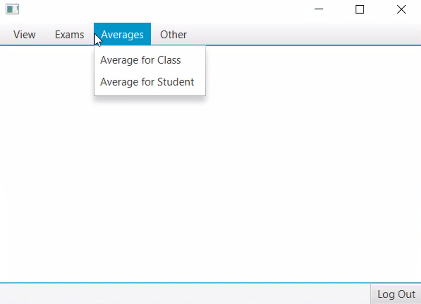 View Exams Averages Other
Average for Class
Average for Student
Log Out